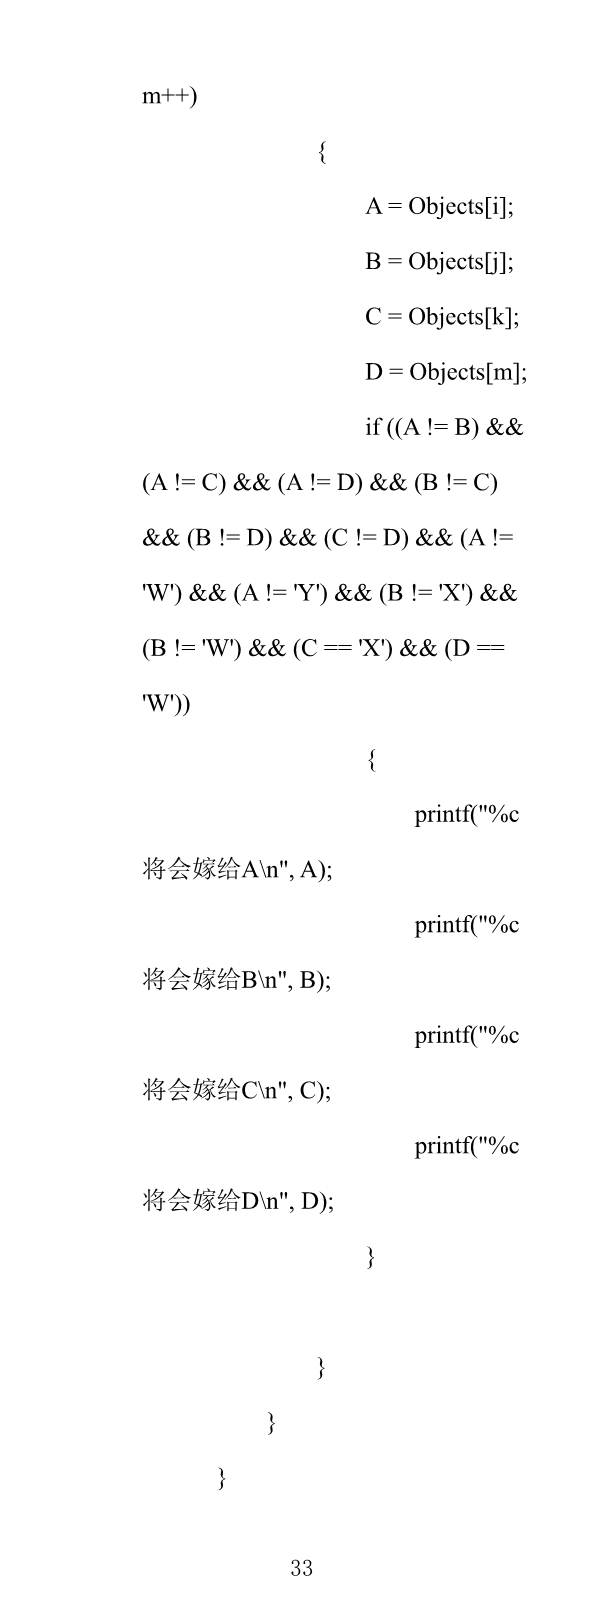 m++)
{
A = Objects[i];
B = Objects[j];
C = Objects[k];
D = Objects[m];
if ((A != B) &&
(A != C) && (A != D) && (B != C)
&& (B != D) && (C != D) && (A !=
'W') && (A != 'Y') && (B != 'X') &&
(B != 'W') && (C == 'X') && (D ==
'W'))
{
printf("%c
将会嫁给A\n", A);
printf("%c
将会嫁给B\n", B);
printf("%c
将会嫁给C\n", C);
printf("%c
将会嫁给D\n", D);
}
}
}
}
33